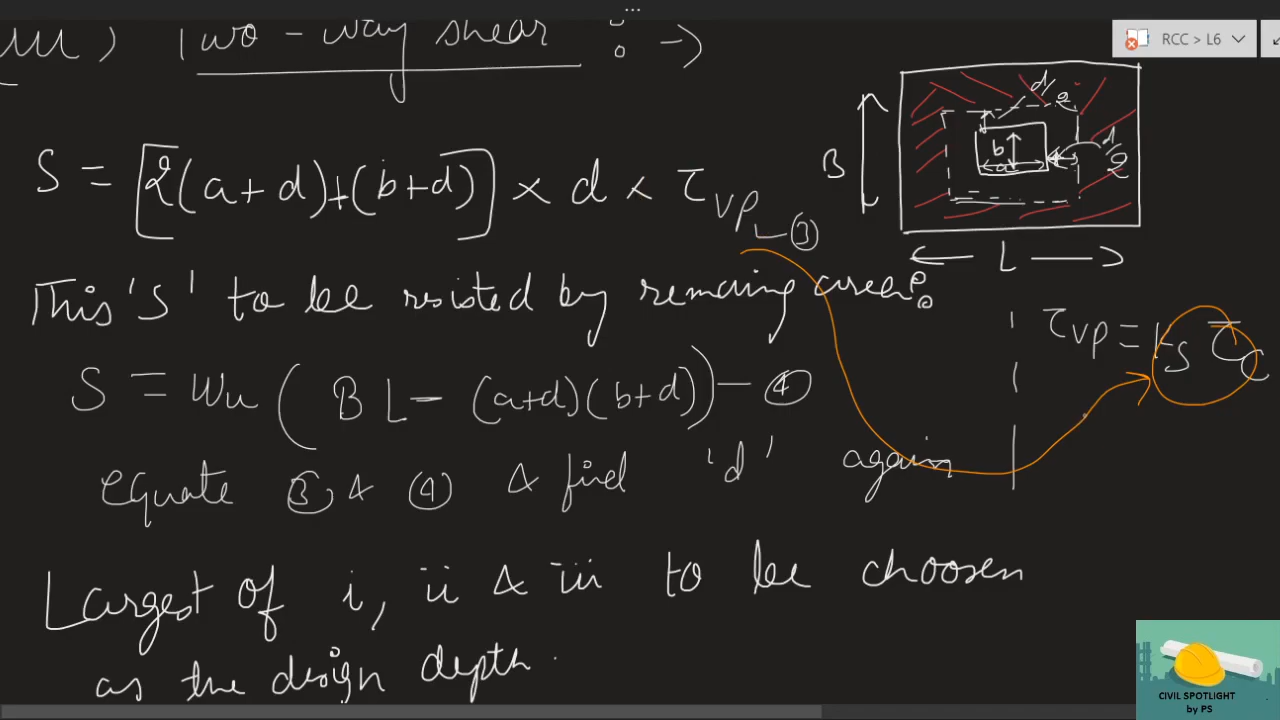 iii) Two-way shear :→
RCC > L6
S = [2(a+d)+(b+d)] × d × τvp —③
d/2
b
a
d/2
B
L
This 'S' to be resisted by remaing area:
τvp = ks τc
S = wu ( B L - (a+d)(b+d)) — ④
equate ③ & ④ & find 'd' again
Largest of i, ii & iii to be choosen
as the design depth.
CIVIL SPOTLIGHT
by PS